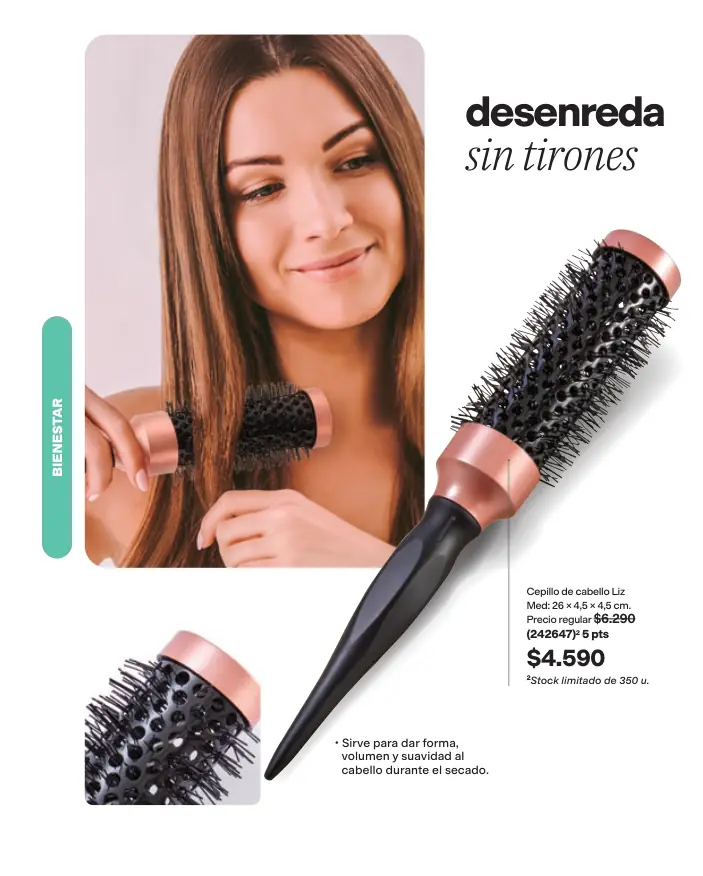 desenreda
sin tirones
BIENESTAR
Cepillo de cabello Liz
Med: 26 × 4,5 × 4,5 cm.
Precio regular $6.290
(242647)² 5 pts
$4.590
²Stock limitado de 350 u.
• Sirve para dar forma,
volumen y suavidad al
cabello durante el secado.